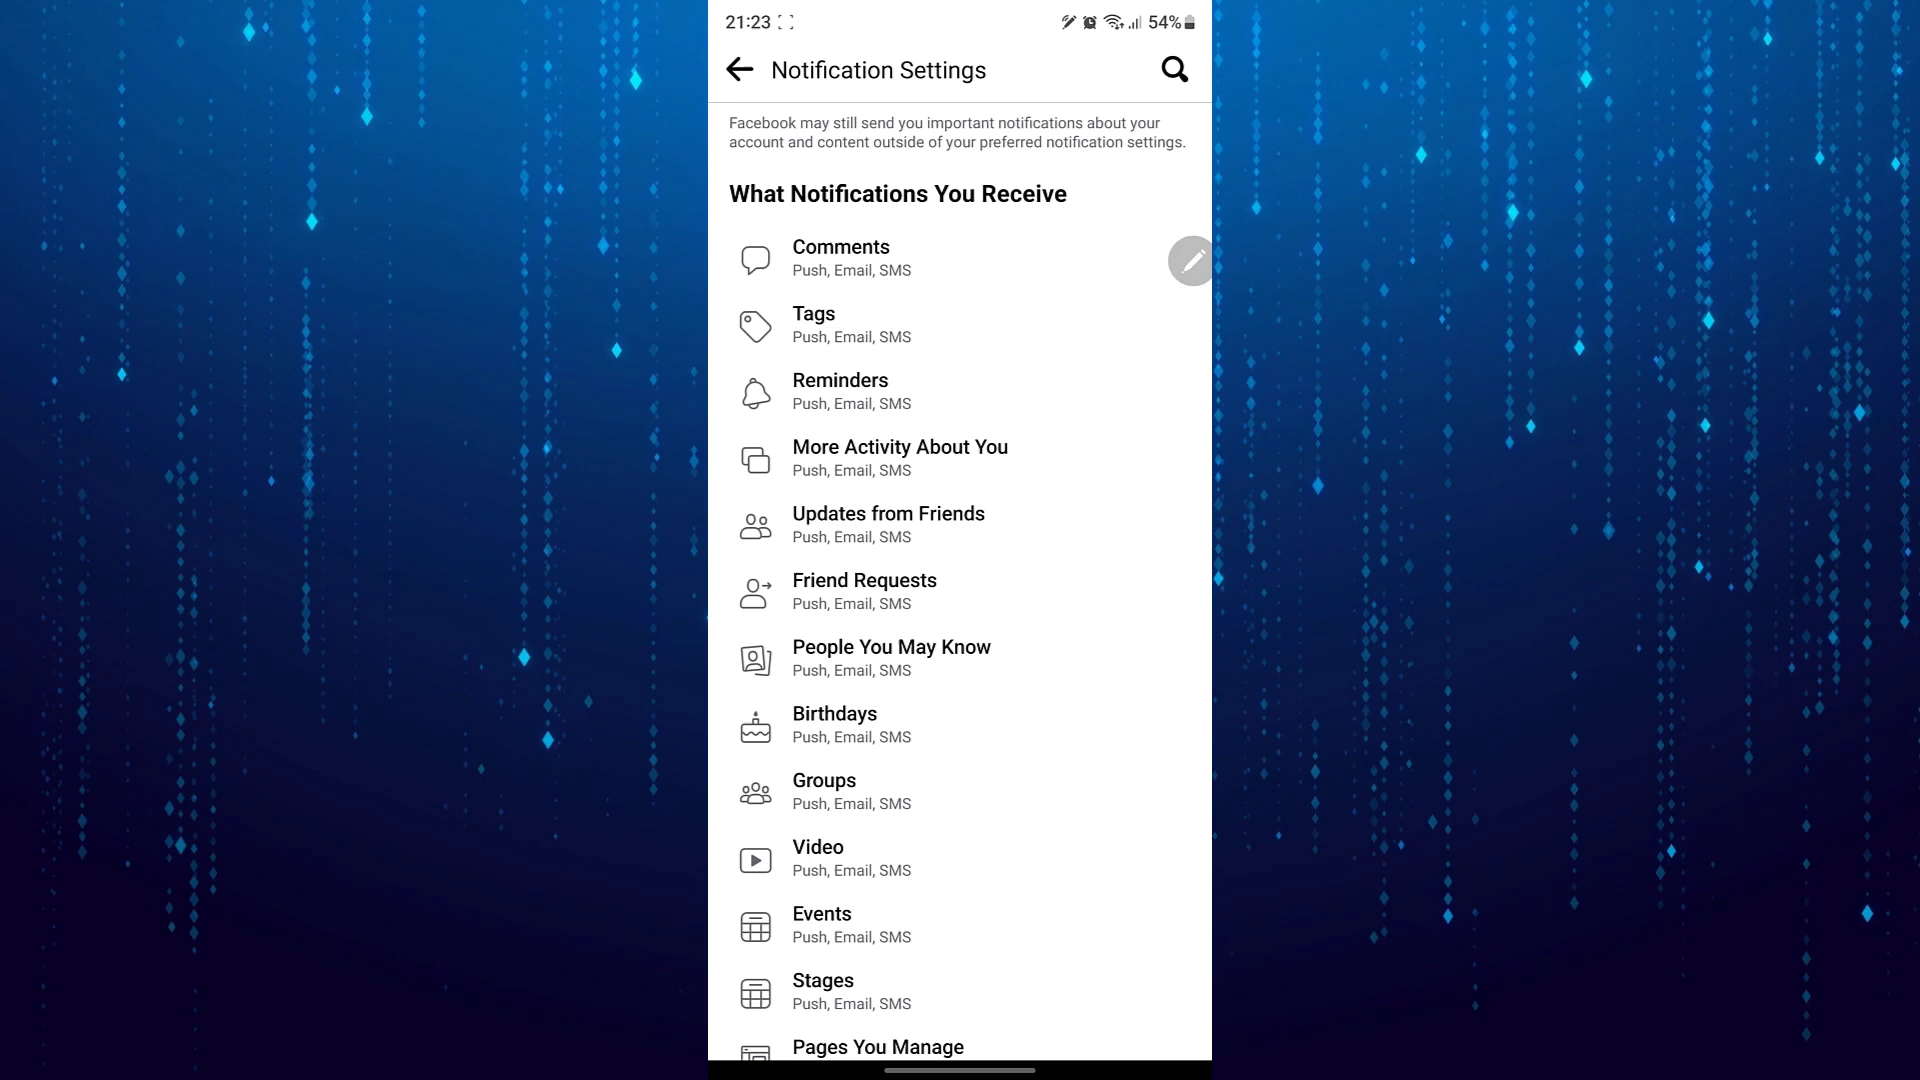 21:23 54%
Notification Settings
Facebook may still send you important notifications about your
account and content outside of your preferred notification settings.
What Notifications You Receive
Comments
Push, Email, SMS
Tags
Push, Email, SMS
Reminders
Push, Email, SMS
More Activity About You
Push, Email, SMS
Updates from Friends
Push, Email, SMS
Friend Requests
Push, Email, SMS
People You May Know
Push, Email, SMS
Birthdays
Push, Email, SMS
Groups
Push, Email, SMS
Video
Push, Email, SMS
Events
Push, Email, SMS
Stages
Push, Email, SMS
Pages You Manage